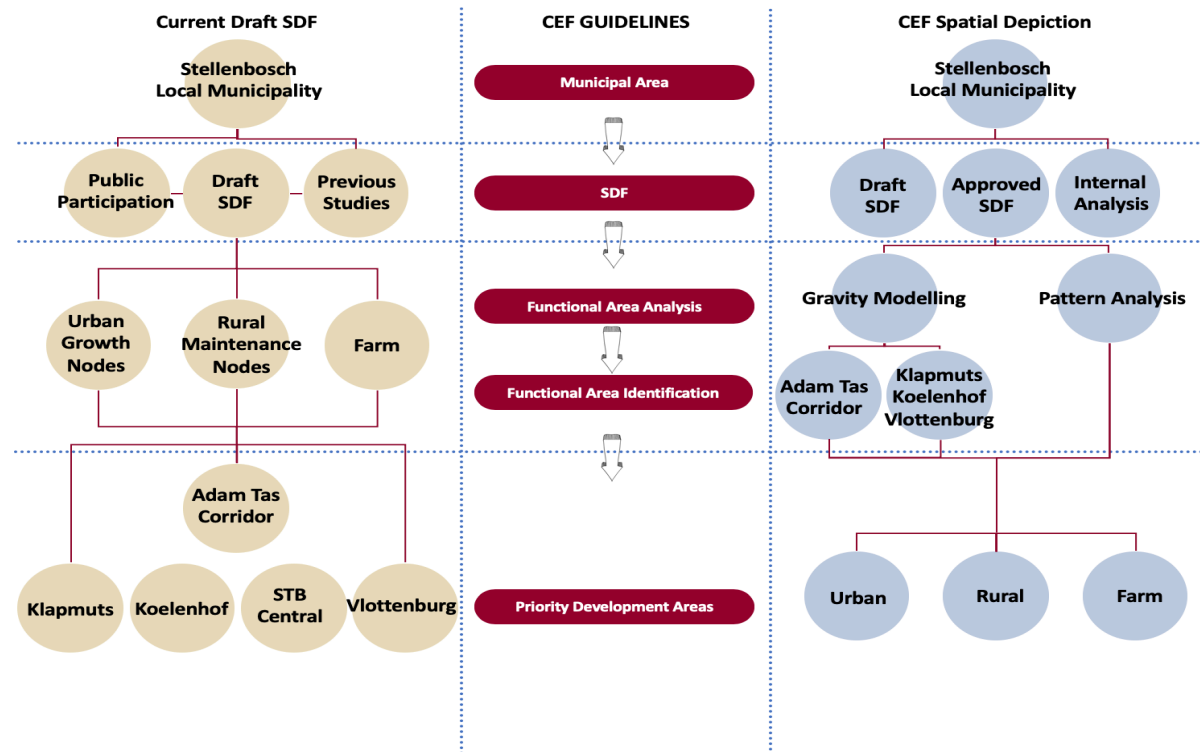 Current Draft SDF
CEF GUIDELINES
CEF Spatial Depiction
Stellenbosch
Local Municipality
Municipal Area
Stellenbosch
Local Municipality
Public
Participation
Draft
SDF
Previous
Studies
SDF
Draft
SDF
Approved
SDF
Internal
Analysis
Urban
Growth
Nodes
Rural
Maintenance
Nodes
Farm
Functional Area Analysis
Functional Area Identification
Gravity Modelling
Pattern Analysis
Adam Tas
Corridor
Klapmuts
Koelenhof
Vlottenburg
Adam Tas
Corridor
Klapmuts
Koelenhof
STB
Central
Vlottenburg
Priority Development Areas
Urban
Rural
Farm